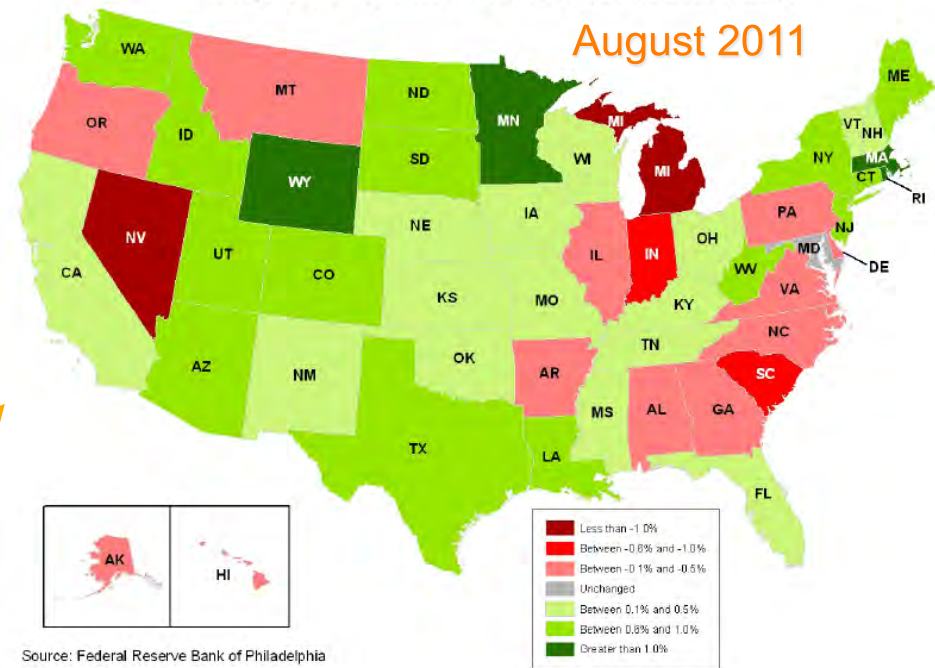 August 2011
WA
MT
ND
MN
MI
ME
OR
ID
SD
WI
VT
NH
NY
MA
CT
RI
WY
MI
NV
NE
IA
PA
NJ
IL
IN
OH
MD
DE
UT
CO
WV
CA
KS
MO
KY
VA
AZ
NM
OK
TN
NC
AR
SC
MS
AL
GA
TX
LA
FL
AK
HI
Less than -1.0%
Between -0.6% and -1.0%
Between -0.1% and -0.5%
Unchanged
Between 0.1% and 0.5%
Between 0.6% and 1.0%
Greater than 1.0%
Source: Federal Reserve Bank of Philadelphia